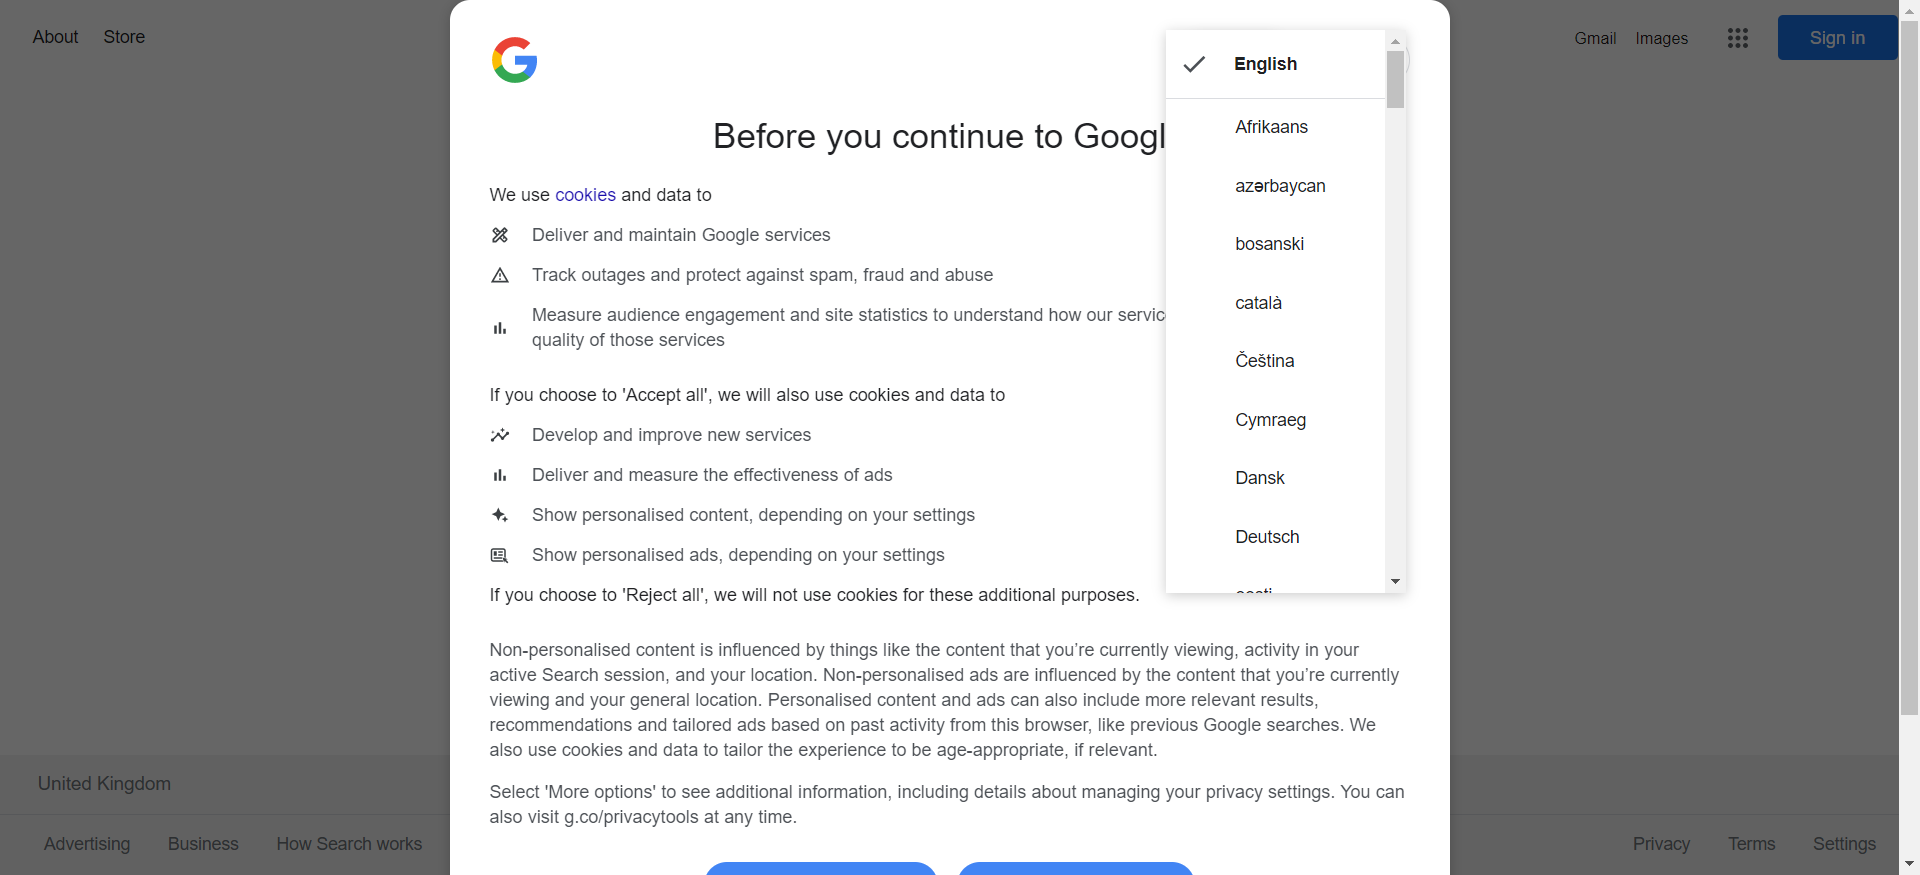 About
Store
Gmail
Images
Sign in
English
Afrikaans
azərbaycan
bosanski
català
Čeština
Cymraeg
Dansk
Deutsch
Before you continue to
We use cookies and data to
Deliver and maintain Google services
Track outages and protect against spam, fraud and abuse
Measure audience engagement and site statistics to understand how our
quality of those services
If you choose to 'Accept all', we will also use cookies and data to
Develop and improve new services
Deliver and measure the effectiveness of ads
Show personalised content, depending on your settings
Show personalised ads, depending on your settings
If you choose to 'Reject all', we will not use cookies for these additional purposes.
Non-personalised content is influenced by things like the content that you’re currently viewing, activity in your
active Search session, and your location. Non-personalised ads are influenced by the content that you’re currently
viewing and your general location. Personalised content and ads can also include more relevant results,
recommendations and tailored ads based on past activity from this browser, like previous Google searches. We
also use cookies and data to tailor the experience to be age-appropriate, if relevant.
Select 'More options' to see additional information, including details about managing your privacy settings. You can
also visit g.co/privacytools at any time.
United Kingdom
Advertising
Business
How Search works
Privacy
Terms
Settings